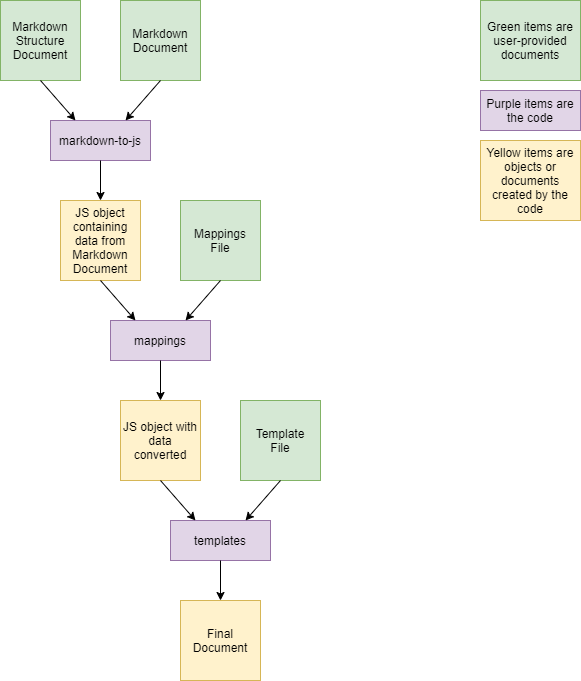 Markdown
Structure
Document
Markdown
Document
Green items are
user-provided
documents
Purple items are
the code
markdown-to-js
Yellow items are
objects or
documents
created by the
code
JS object
containing
data from
Markdown
Document
Mappings
File
mappings
JS object with
data
converted
Template
File
templates
Final
Document